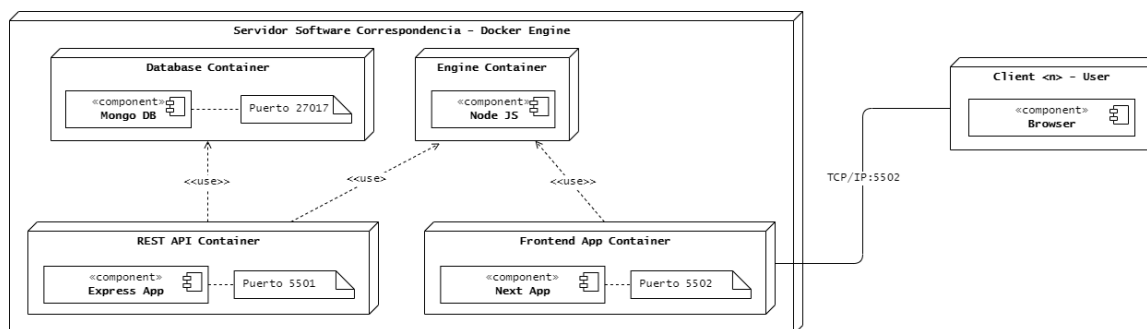 Servidor Software Correspondencia - Docker Engine
Database Container
«component»
Mongo DB
Puerto 27017
Engine Container
«component»
Node JS
Client <n> - User
«component»
Browser
<<use>>
<<use>
<<use>>
TCP/IP:5502
REST API Container
«component»
Express App
Puerto 5501
Frontend App Container
«component»
Next App
Puerto 5502